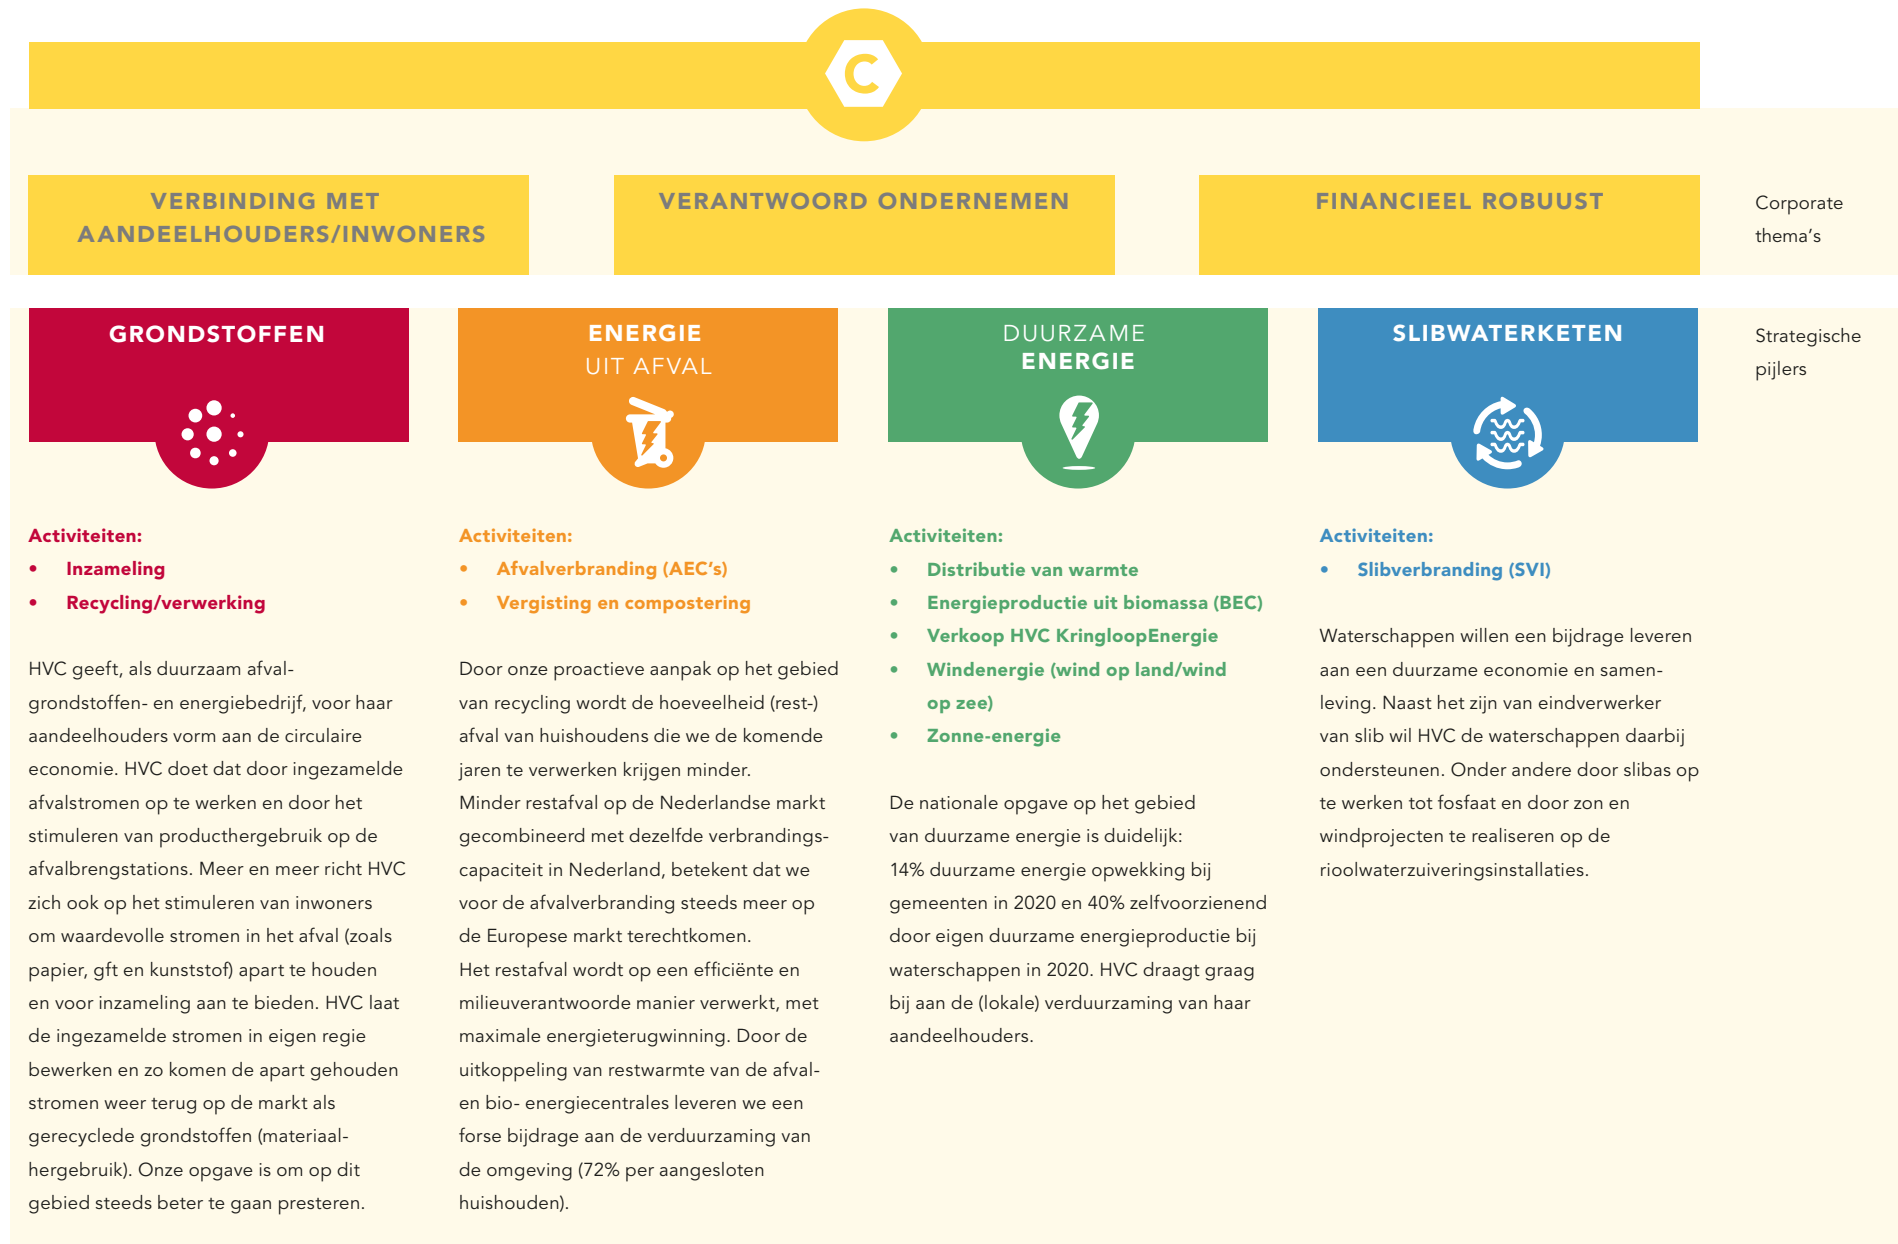 C
VERBINDING MET
AANDEELHOUDERS/INWONERS
VERANTWOORD ONDERNEMEN
FINANCIEEL ROBUUST
Corporate
thema's
GRONDSTOFFEN
ENERGIE
UIT AFVAL
DUURZAME
ENERGIE
SLIBWATERKETEN
Strategische
pijlers
Activiteiten:
• Inzameling
• Recycling/verwerking
HVC geeft, als duurzaam afval-
grondstoffen- en energiebedrijf, voor haar
aandeelhouders vorm aan de circulaire
economie. HVC doet dat door ingezamelde
afvalstromen op te werken en door het
stimuleren van producthergebruik op de
afvalbrengstations. Meer en meer richt HVC
zich ook op het stimuleren van inwoners
om waardevolle stromen in het afval (zoals
papier, gft en kunststof) apart te houden
en voor inzameling aan te bieden. HVC laat
de ingezamelde stromen in eigen regie
bewerken en zo komen de apart gehouden
stromen weer terug op de markt als
gerecyclede grondstoffen (materiaal-
hergebruik). Onze opgave is om op dit
gebied steeds beter te gaan presteren.
Activiteiten:
• Afvalverbranding (AEC's)
• Vergisting en compostering
Door onze proactieve aanpak op het gebied
van recycling wordt de hoeveelheid (rest-)
afval van huishoudens die we de komende
jaren te verwerken krijgen minder.
Minder restafval op de Nederlandse markt
gecombineerd met dezelfde verbrandings-
capaciteit in Nederland, betekent dat we
voor de afvalverbranding steeds meer op
de Europese markt terechtkomen.
Het restafval wordt op een efficiënte en
milieuverantwoorde manier verwerkt, met
maximale energieterugwinning. Door de
uitkoppeling van restwarmte van de afval-
en bio- energiecentrales leveren we een
forse bijdrage aan de verduurzaming van
de omgeving (72% per aangesloten
huishouden).
Activiteiten:
• Distributie van warmte
• Energieproductie uit biomassa (BEC)
• Verkoop HVC KringloopEnergie
• Windenergie (wind op land/wind
op zee)
• Zonne-energie
De nationale opgave op het gebied
van duurzame energie is duidelijk:
14% duurzame energie opwekking bij
gemeenten in 2020 en 40% zelfvoorzienend
door eigen duurzame energieproductie bij
waterschappen in 2020. HVC draagt graag
bij aan de (lokale) verduurzaming van haar
aandeelhouders.
Activiteiten:
• Slibverbranding (SVI)
Waterschappen willen een bijdrage leveren
aan een duurzame economie en samen-
leving. Naast het zijn van eindverwerker
van slib wil HVC de waterschappen daarbij
ondersteunen. Onder andere door slibas op
te werken tot fosfaat en door zon en
windprojecten te realiseren op de
rioolwaterzuiveringsinstallaties.